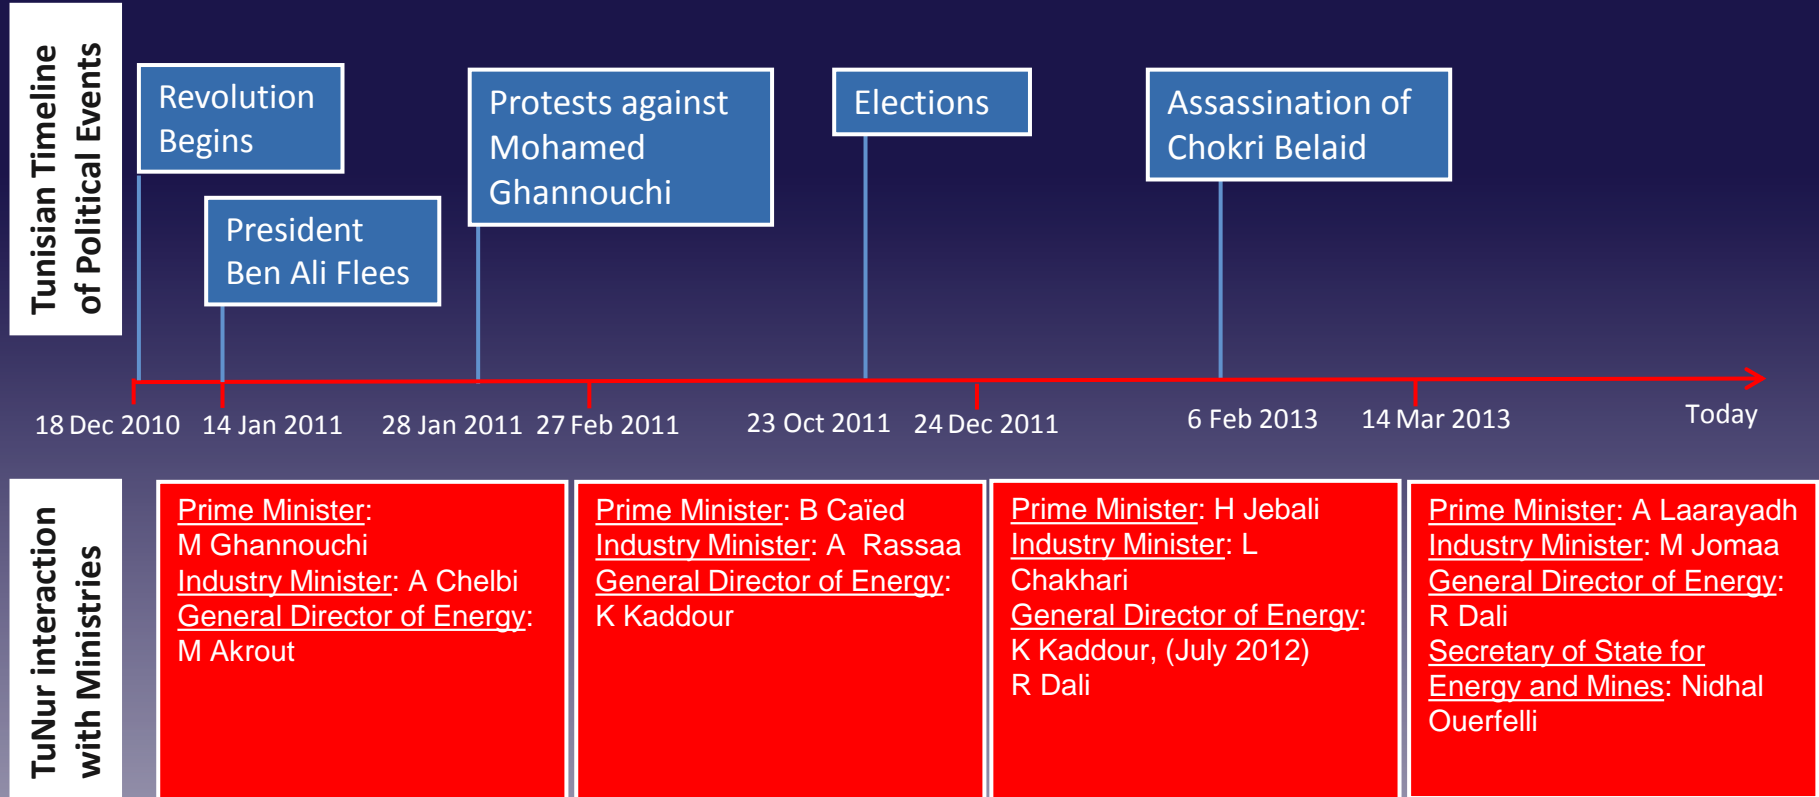 Tunisian Timeline
of Political Events
Revolution
Begins
President
Ben Ali Flees
Protests against
Mohamed
Ghannouchi
Elections
Assassination of
Chokri Belaid
18 Dec 2010
14 Jan 2011
28 Jan 2011
27 Feb 2011
23 Oct 2011
24 Dec 2011
6 Feb 2013
14 Mar 2013
Today
TuNur interaction
with Ministries
Prime Minister:
M Ghannouchi
Industry Minister: A Chelbi
General Director of Energy:
M Akrout
Prime Minister: B Caïed
Industry Minister: A Rassaa
General Director of Energy:
K Kaddour
Prime Minister: H Jebali
Industry Minister: L
Chakhari
General Director of Energy:
K Kaddour, (July 2012)
R Dali
Prime Minister: A Laarayadh
Industry Minister: M Jomaa
General Director of Energy:
R Dali
Secretary of State for
Energy and Mines: Nidhal
Ouerfelli